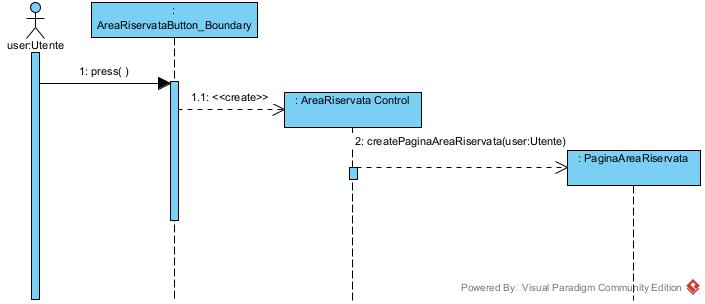 :
AreaRiservataButton_Boundary
user:Utente
1: press( )
1.1: <<create>>
: AreaRiservata Control
2: createPaginaAreaRiservata(user:Utente)
: PaginaAreaRiservata
Powered By Visual Paradigm Community Edition